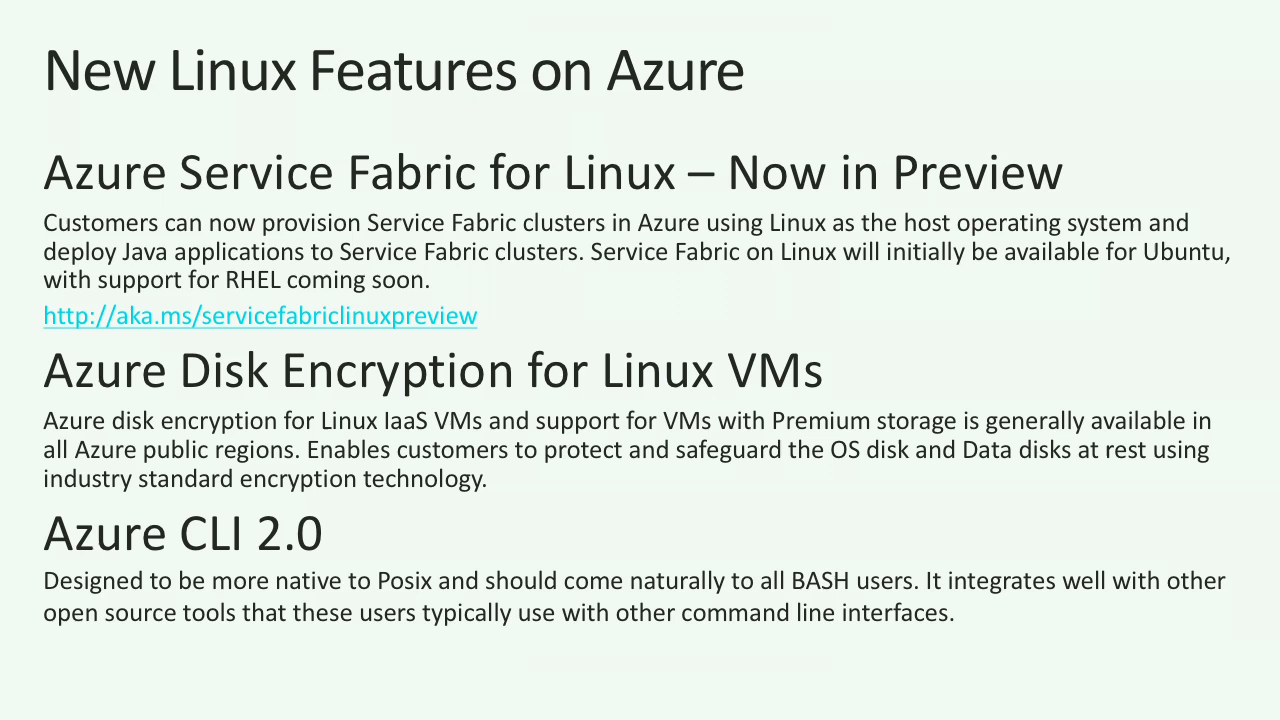 New Linux Features on Azure
Azure Service Fabric for Linux – Now in Preview
Customers can now provision Service Fabric clusters in Azure using Linux as the host operating system and
deploy Java applications to Service Fabric clusters. Service Fabric on Linux will initially be available for Ubuntu,
with support for RHEL coming soon.
http://aka.ms/servicefabriclinuxpreview
Azure Disk Encryption for Linux VMs
Azure disk encryption for Linux IaaS VMs and support for VMs with Premium storage is generally available in
all Azure public regions. Enables customers to protect and safeguard the OS disk and Data disks at rest using
industry standard encryption technology.
Azure CLI 2.0
Designed to be more native to Posix and should come naturally to all BASH users. It integrates well with other
open source tools that these users typically use with other command line interfaces.